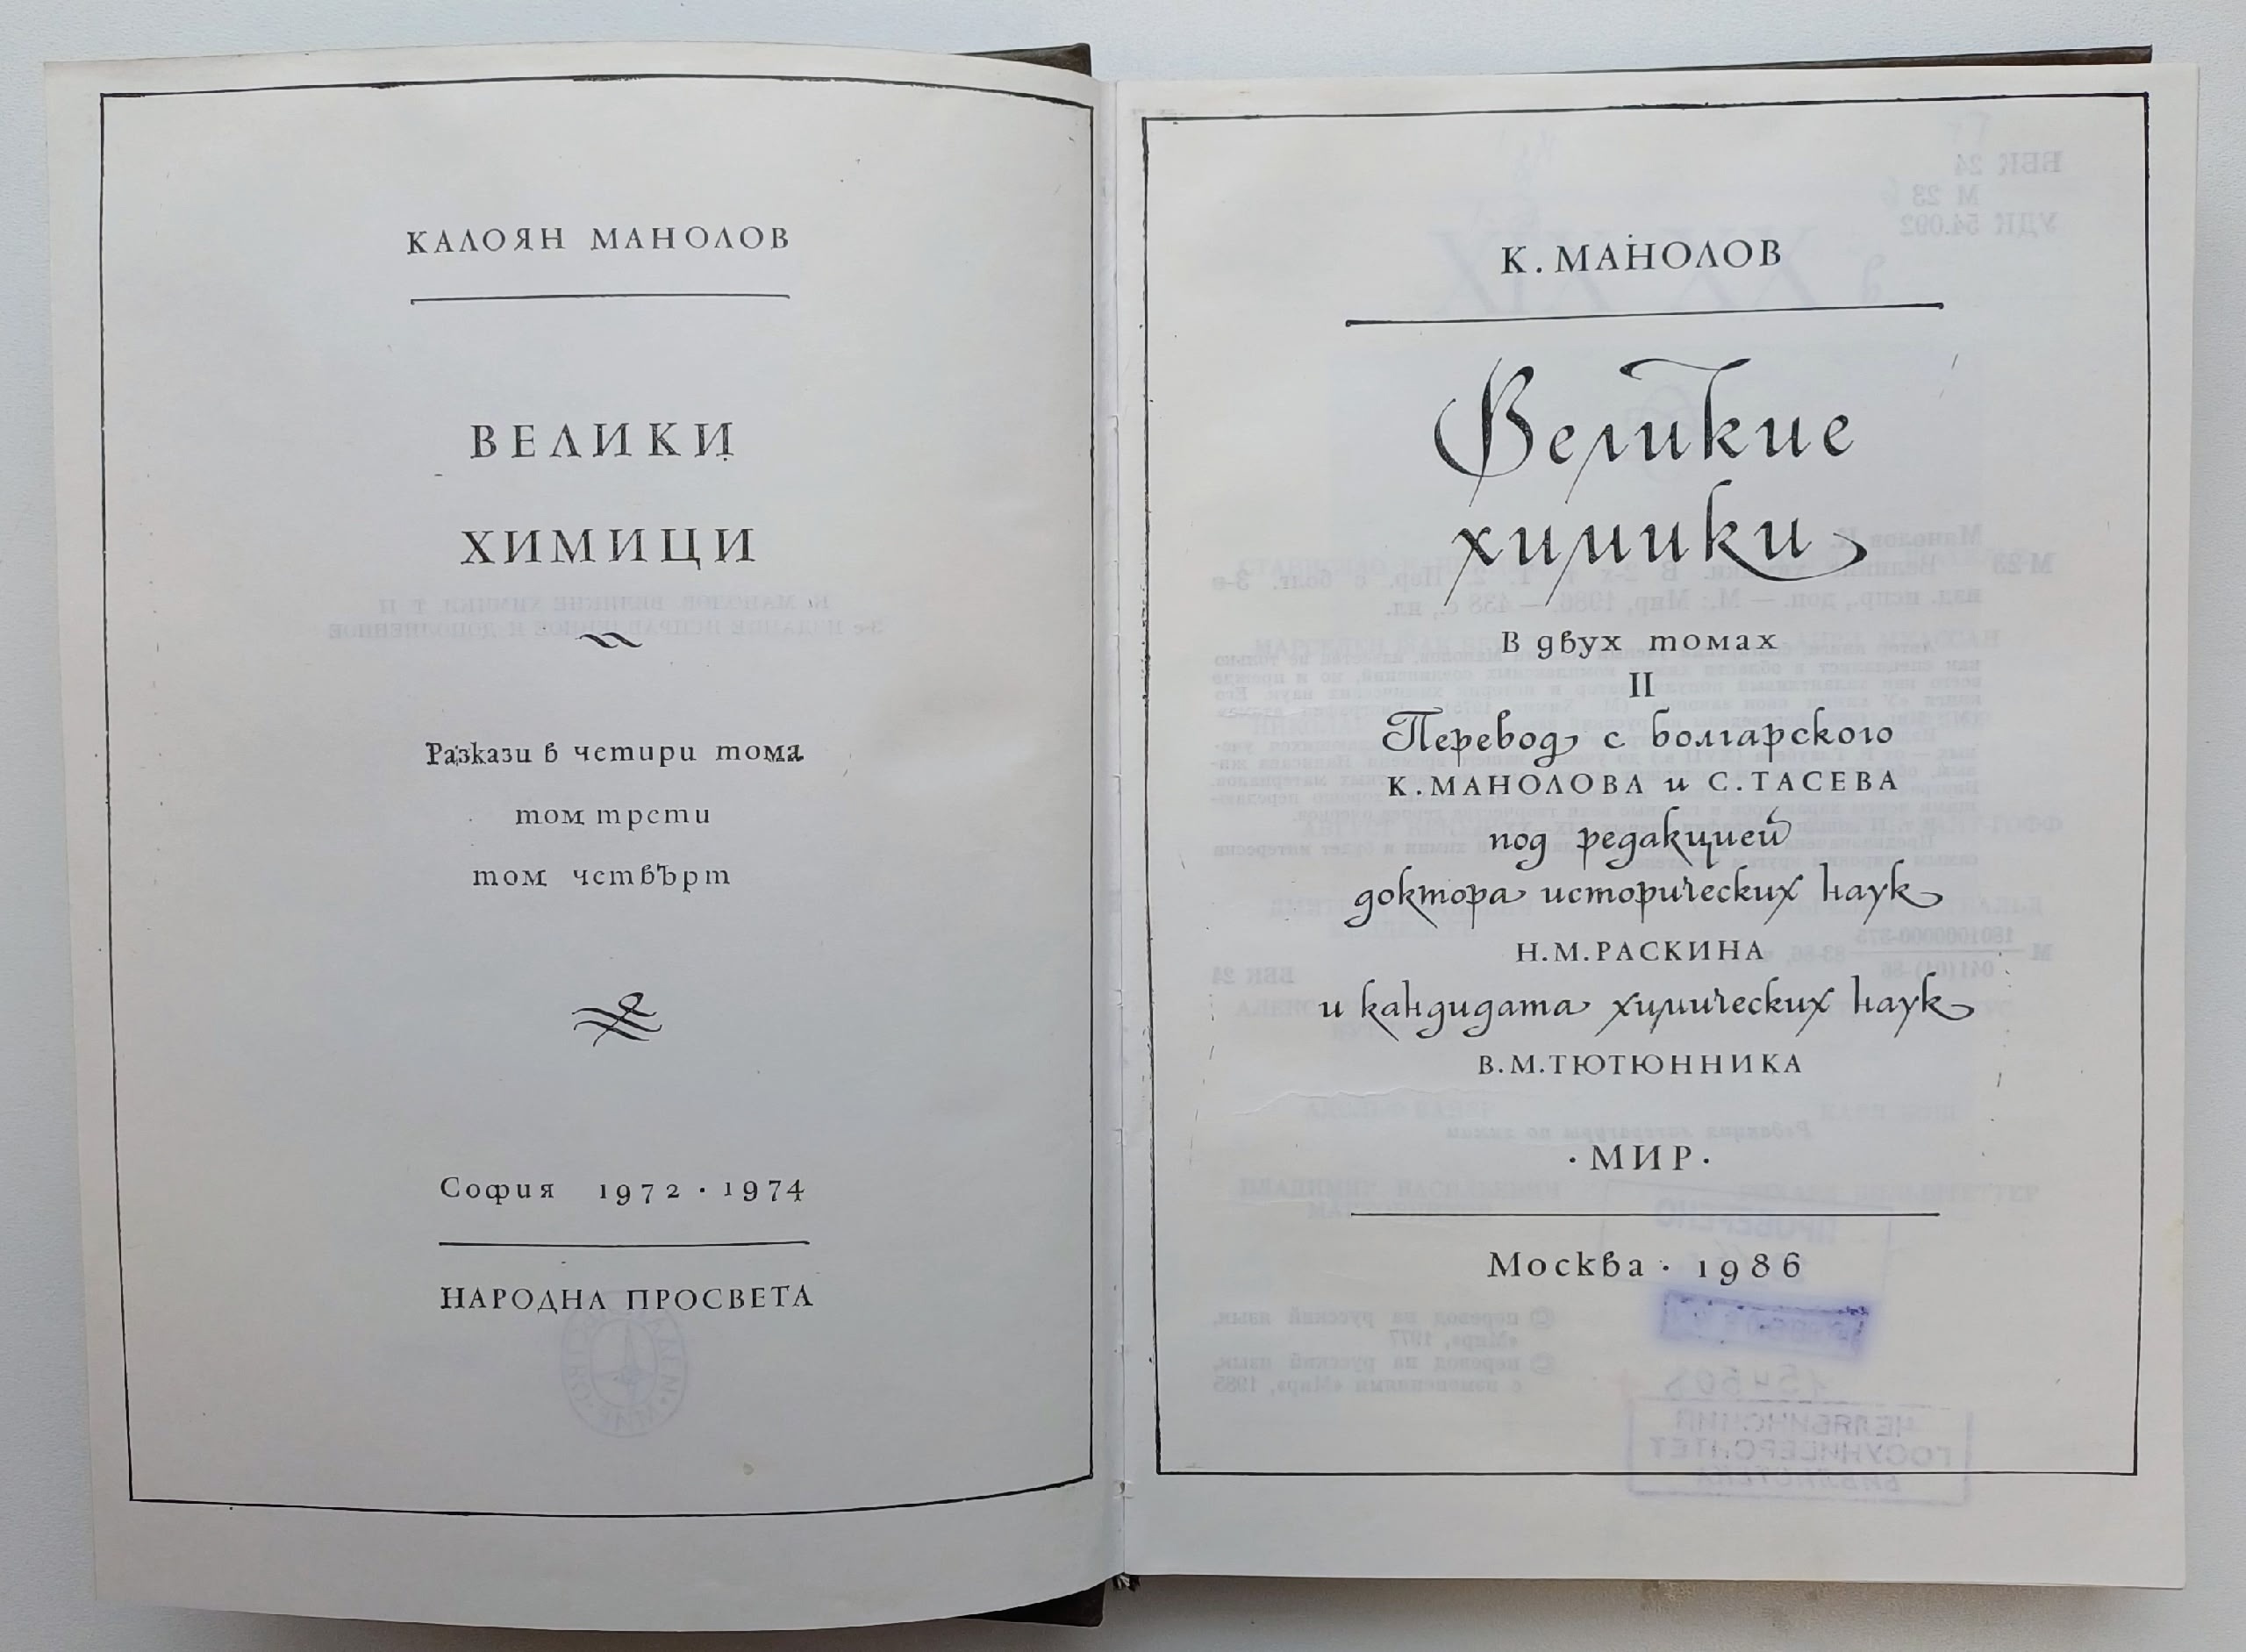 КАЛОЯН МАНОЛОВ
ВЕЛИКИ
ХИМИЦИ
Разкази в четири тома
том трети
том четвърт
София 1972 · 1974
НАРОДНА ПРОСВЕТА
К. МАНОЛОВ
Великие
химики
В двух томах
II
Перевод с болгарского
К. МАНОЛОВА и С. ТАСЕВА
под редакцией
доктора исторических наук
Н. М. РАСКИНА
и кандидата химических наук
В. М. ТЮТЮННИКА
· МИР ·
Москва · 1986